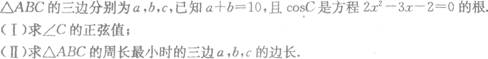 △ABC的三边分别为a,b,c,已知a+b=10,且 cosC是方程2x²-3x-2=0的根.
(Ⅰ)求∠C的正弦值;
(Ⅱ)求△ABC的周长最小时的三边a,b,c的边长.